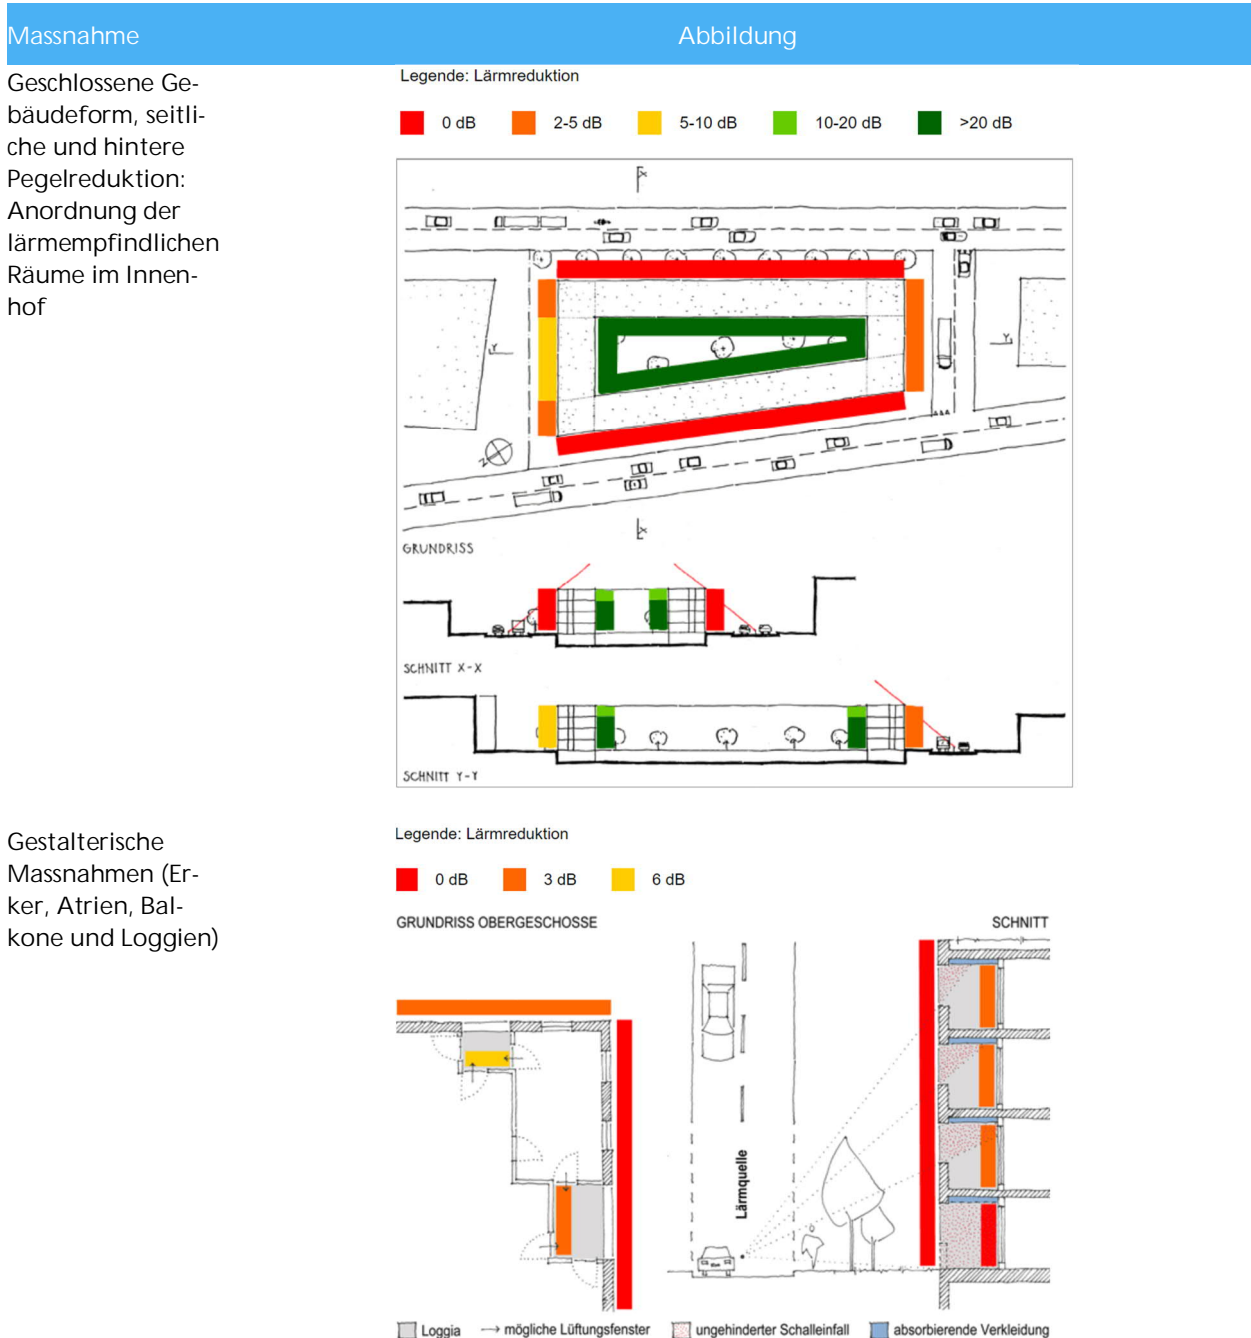 Massnahme Abbildung
Geschlossene Ge-
bäudeform, seitli-
che und hintere
Pegelreduktion:
Anordnung der
lärmempfindlichen
Räume im Innen-
hof
Legende: Lärmreduktion
0 dB 2-5 dB 5-10 dB 10-20 dB >20 dB
X
Y Y
Z
X
GRUNDRISS
SCHNITT X-X
SCHNITT Y-Y
Gestalterische
Massnahmen (Er-
ker, Atrien, Bal-
kone und Loggien)
Legende: Lärmreduktion
0 dB 3 dB 6 dB
GRUNDRISS OBERGESCHOSSE SCHNITT
Lärmquelle
Loggia mögliche Lüftungsfenster ungehinderter Schalleinfall absorbierende Verkleidung